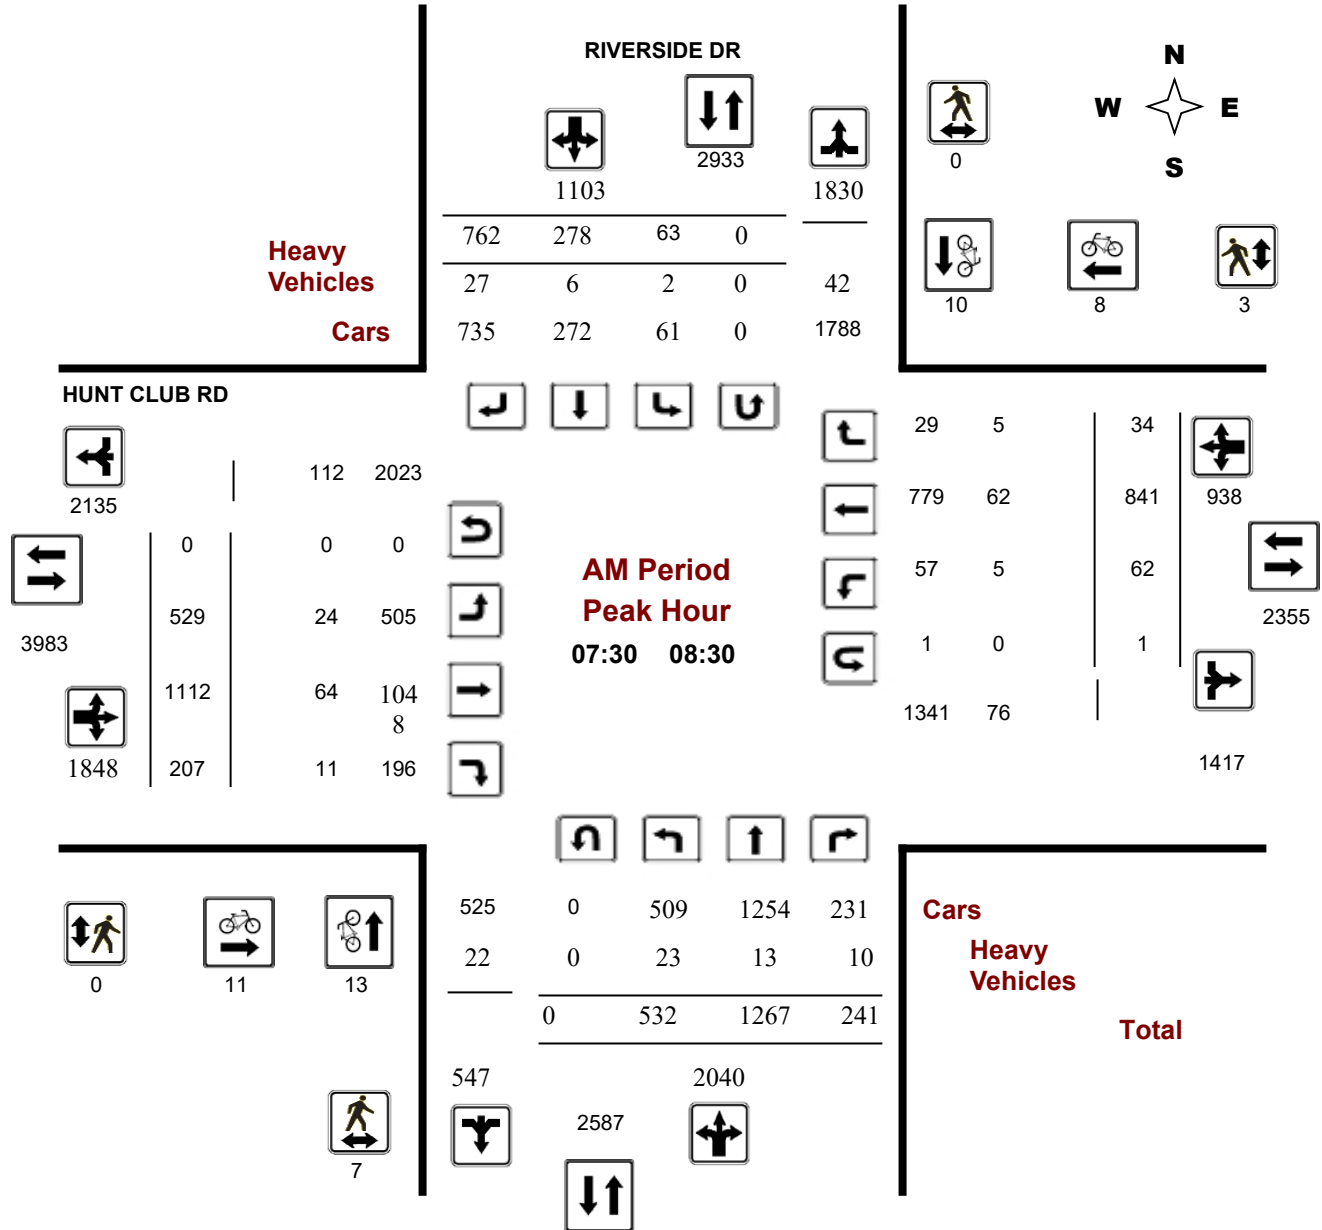 RIVERSIDE DR
N
W E
S
2933
0
1103 1830
762 278 63 0
Heavy
Vehicles
27 6 2 0 42
10 8 3
Cars
735 272 61 0 1788
HUNT CLUB RD
29 5 34
112 2023
2135
779 62 841 938
0 0 0
AM Period
57 5 62
Peak Hour
529 24 505
2355
3983
07:30 08:30
1 0 1
1112 64 104
8
1341 76
1848 207 11 196
1417
525 0 509 1254 231
Cars
22 0 23 13 10
Heavy
Vehicles
0 11 13
0 532 1267 241
Total
547 2040
2587
7